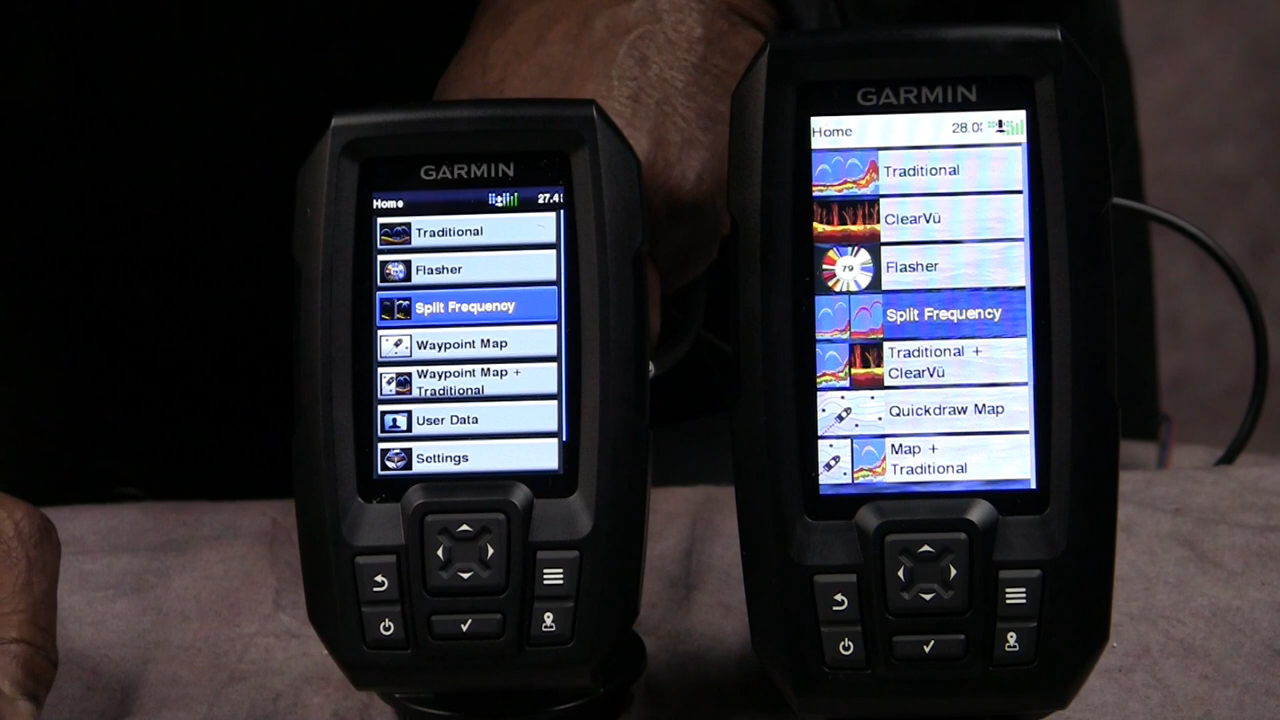 GARMIN
Home 27.4
Traditional
Flasher
Split Frequency
Waypoint Map
Waypoint Map +
Traditional
User Data
Settings
GARMIN
Home 28.0
Traditional
ClearVü
79
Flasher
Split Frequency
Traditional +
ClearVü
Quickdraw Map
Map +
Traditional